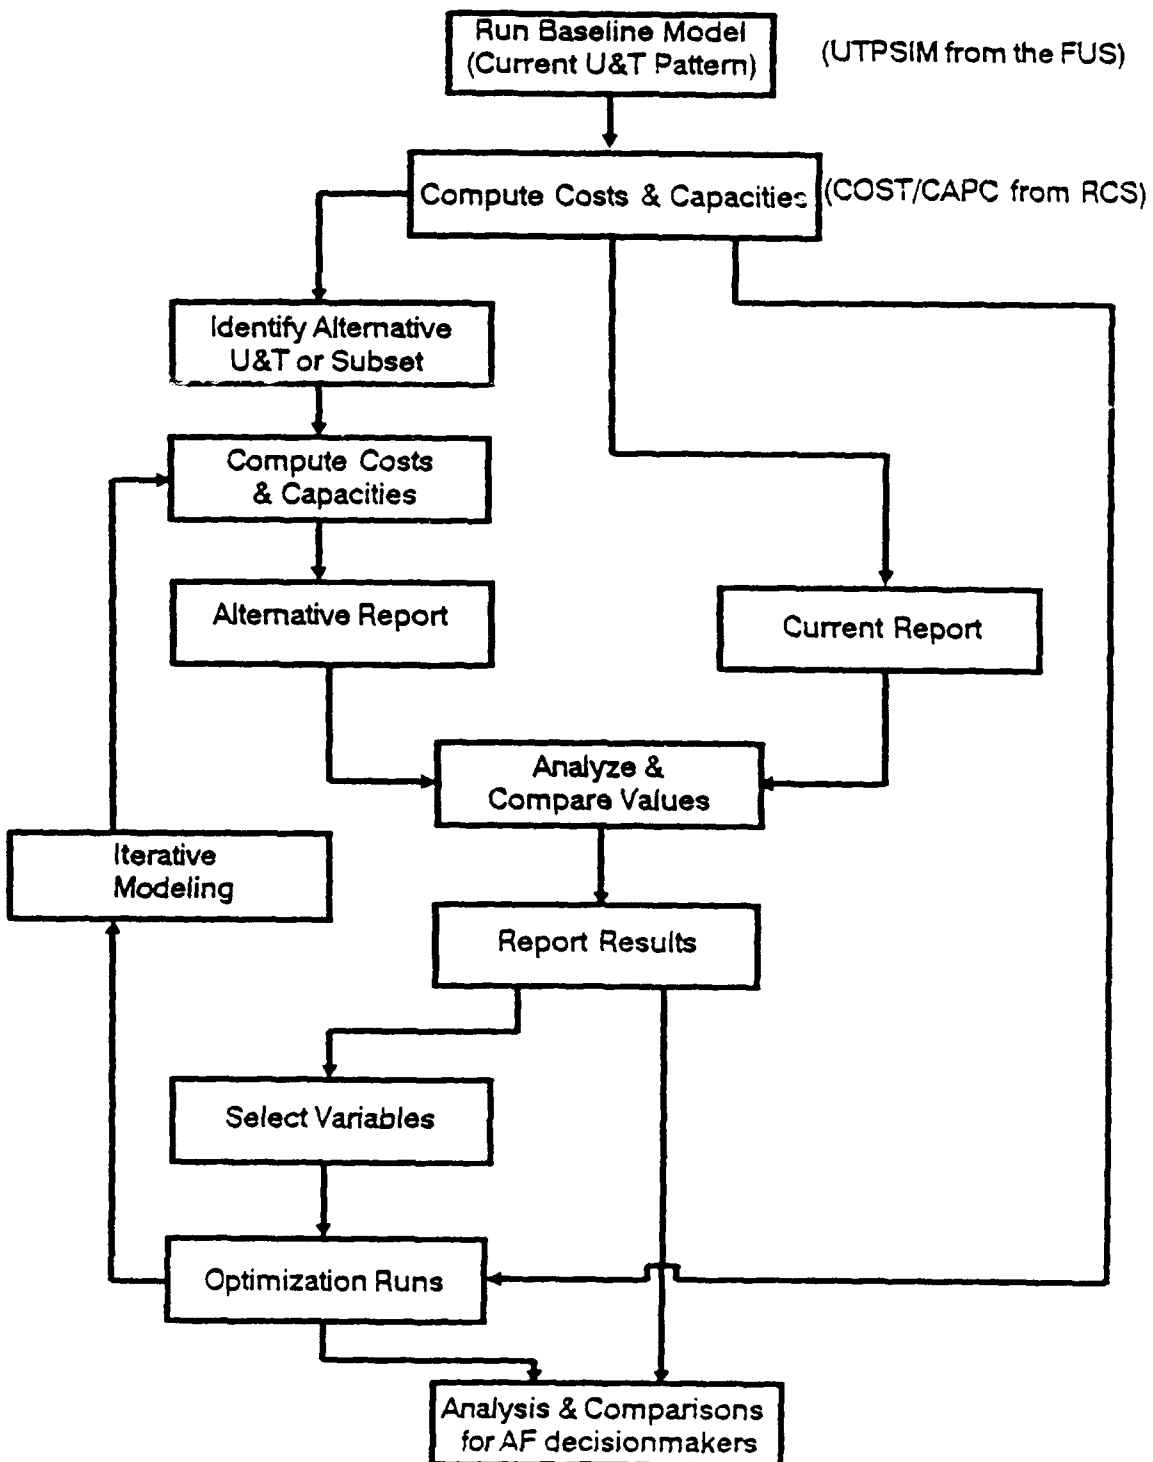 Run Baseline Model
(Current U&T Pattern)
(UTPSIM from the FUS)
Compute Costs & Capacities
(COST/CAPC from RCS)
Identify Alternative
U&T or Subset
Compute Costs
& Capacities
Alternative Report
Current Report
Analyze &
Compare Values
Iterative
Modeling
Report Results
Select Variables
Optimization Runs
Analysis & Comparisons
for AF decisionmakers